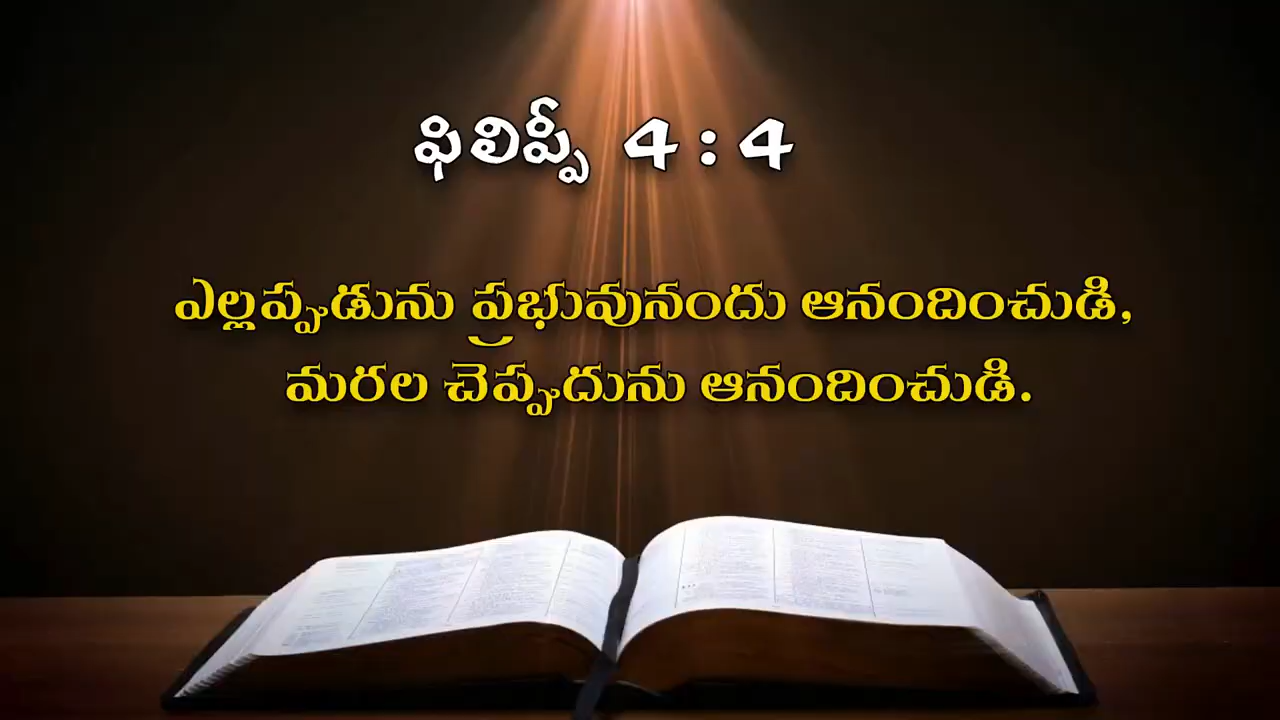 ఫిలిప్పీ 4 : 4
ఎల్లప్పుడును ప్రభువునందు ఆనందించుడి,
మరల చెప్పుదును ఆనందించుడి.